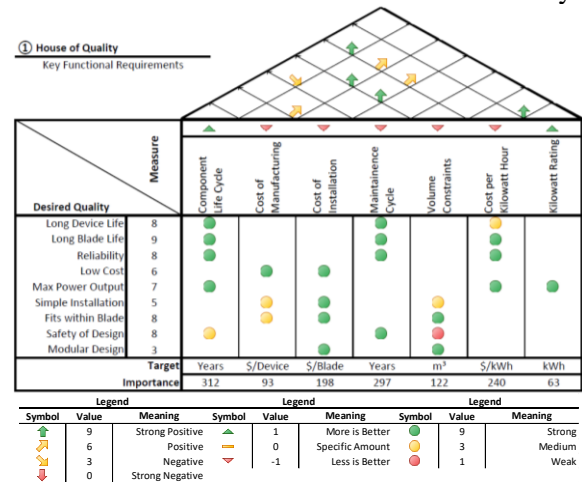 ① House of Quality
Key Functional Requirements
Measure
Component Life Cycle
Cost of Manufacturing
Cost of Installation
Maintainence Cycle
Volume Constraints
Cost per Kilowatt Hour
Kilowatt Rating
Desired Quality
Long Device Life 8
Long Blade Life 9
Reliability 8
Low Cost 6
Max Power Output 7
Simple Installation 5
Fits within Blade 8
Safety of Design 8
Modular Design 3
Target Years $/Device $/Blade Years m³ $/kWh kWh
Importance 312 93 198 297 122 240 63
Legend Legend Legend
Symbol Value Meaning Symbol Value Meaning Symbol Value Meaning
9 Strong Positive 1 More is Better 9 Strong
6 Positive 0 Specific Amount 3 Medium
3 Negative -1 Less is Better 1 Weak
0 Strong Negative